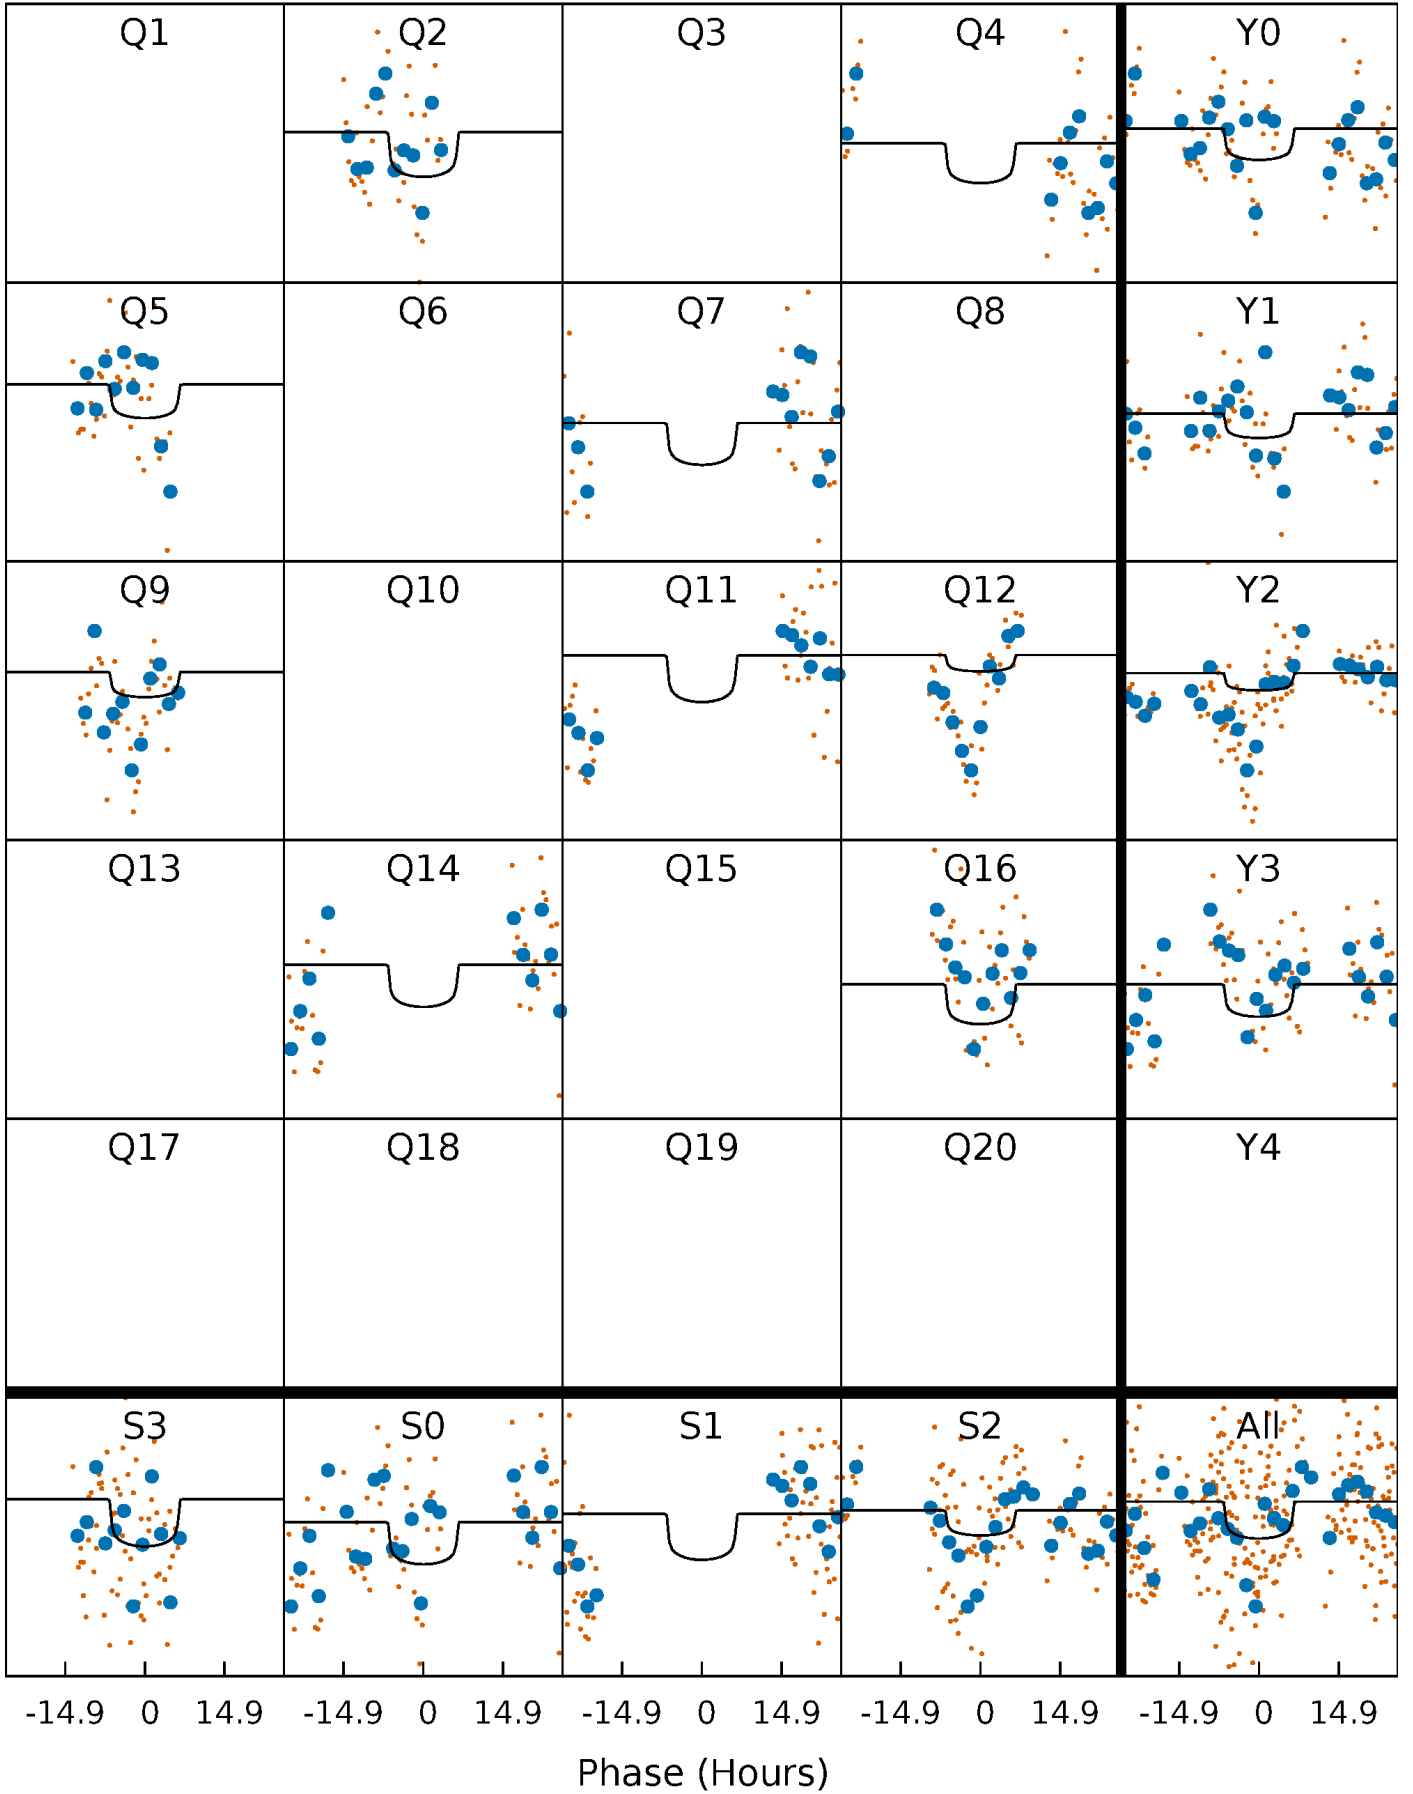 Q1 Q2 Q3 Q4 Y0
Q5 Q6 Q7 Q8 Y1
Q9 Q10 Q11 Q12 Y2
Q13 Q14 Q15 Q16 Y3
Q17 Q18 Q19 Q20 Y4
S3 S0 S1 S2 All
-14.9 0 14.9 -14.9 0 14.9 -14.9 0 14.9 -14.9 0 14.9 -14.9 0 14.9
Phase (Hours)